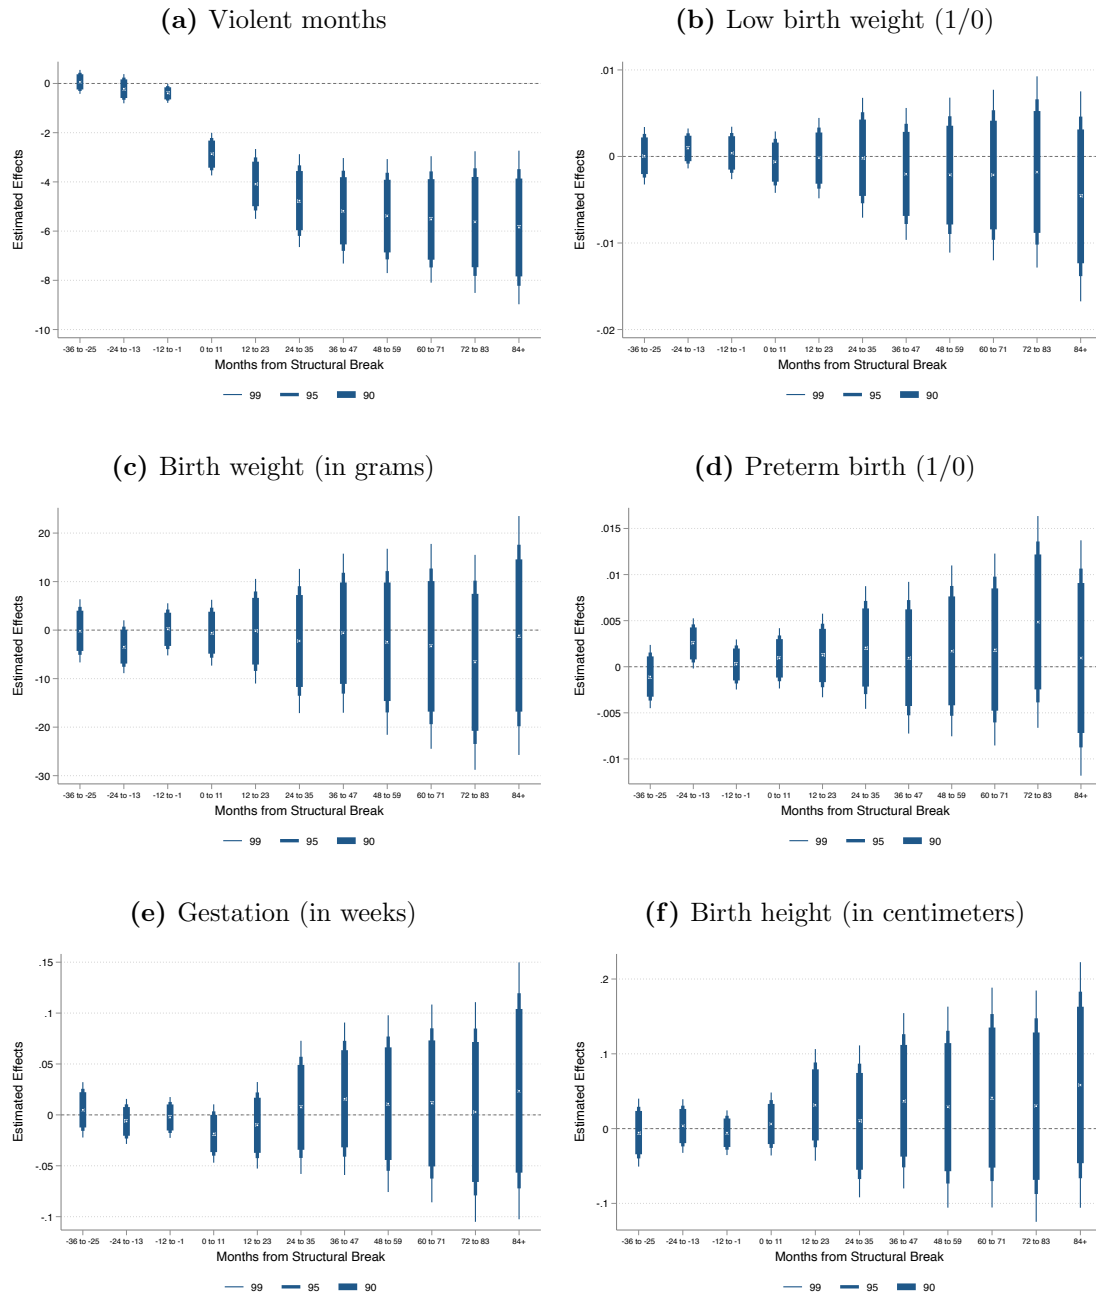 (a) Violent months
Estimated Effects
0
-2
-4
-6
-8
-10
-36 to -25 -24 to -13 -12 to -1 0 to 11 12 to 23 24 to 35 36 to 47 48 to 59 60 to 71 72 to 83 84+
Months from Structural Break
99 95 90
(b) Low birth weight (1/0)
Estimated Effects
.01
0
-.01
-.02
-36 to -25 -24 to -13 -12 to -1 0 to 11 12 to 23 24 to 35 36 to 47 48 to 59 60 to 71 72 to 83 84+
Months from Structural Break
99 95 90
(c) Birth weight (in grams)
Estimated Effects
20
10
0
-10
-20
-30
-36 to -25 -24 to -13 -12 to -1 0 to 11 12 to 23 24 to 35 36 to 47 48 to 59 60 to 71 72 to 83 84+
Months from Structural Break
99 95 90
(d) Preterm birth (1/0)
Estimated Effects
.015
.01
.005
0
-.005
-.01
-36 to -25 -24 to -13 -12 to -1 0 to 11 12 to 23 24 to 35 36 to 47 48 to 59 60 to 71 72 to 83 84+
Months from Structural Break
99 95 90
(e) Gestation (in weeks)
Estimated Effects
.15
.1
.05
0
-.05
-.1
-36 to -25 -24 to -13 -12 to -1 0 to 11 12 to 23 24 to 35 36 to 47 48 to 59 60 to 71 72 to 83 84+
Months from Structural Break
99 95 90
(f) Birth height (in centimeters)
Estimated Effects
.2
.1
0
-.1
-36 to -25 -24 to -13 -12 to -1 0 to 11 12 to 23 24 to 35 36 to 47 48 to 59 60 to 71 72 to 83 84+
Months from Structural Break
99 95 90